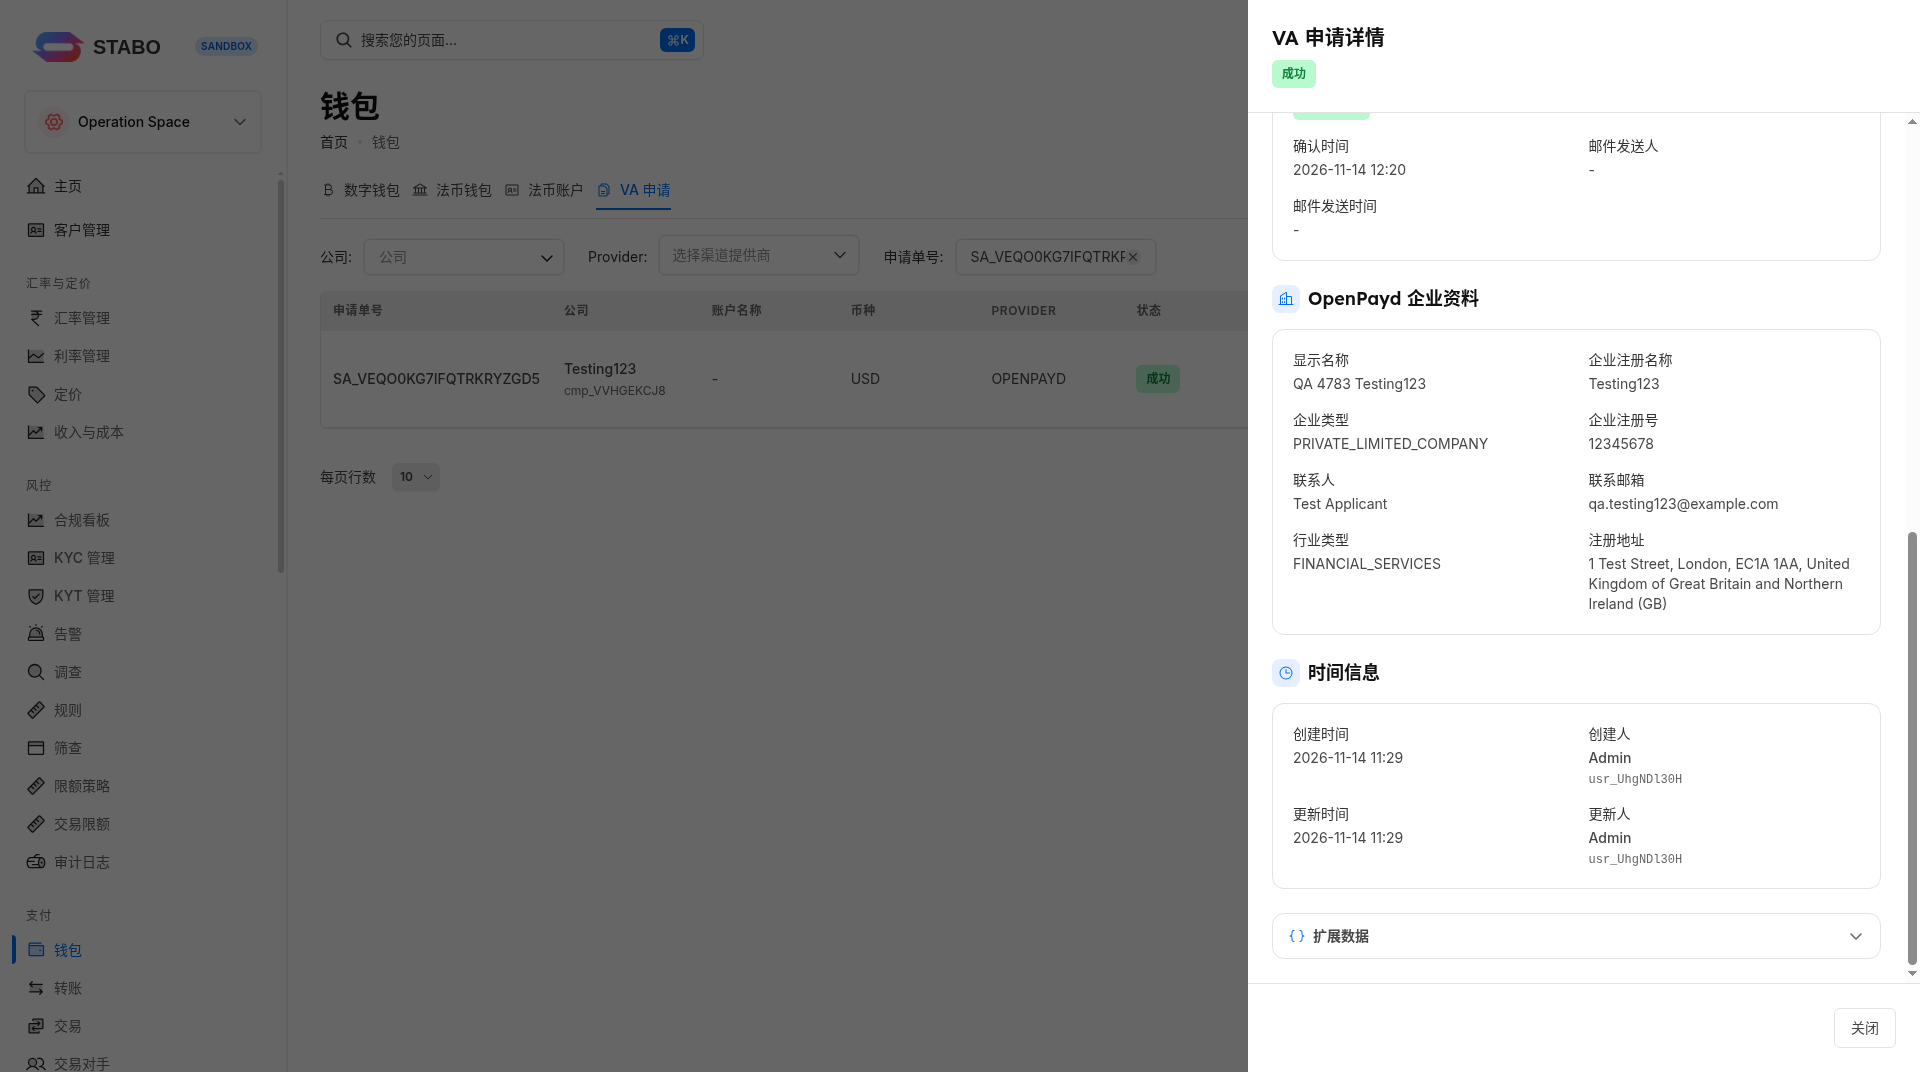 STABO
SANDBOX
Operation Space
主页
客户管理
汇率与定价
汇率管理
利率管理
定价
收入与成本
风控
合规看板
KYC 管理
KYT 管理
告警
调查
规则
筛查
限额策略
交易限额
审计日志
支付
钱包
转账
交易
交易对手
搜索您的页面...
⌘K
钱包
首页 • 钱包
数字钱包 法币钱包 法币账户 VA 申请
公司: 公司 Provider: 选择渠道提供商 申请单号: SA_VEQO0KG7IFQTRKF
申请单号 公司 账户名称 币种 PROVIDER 状态
SA_VEQO0KG7IFQTRKRYZGD5 Testing123 - USD OPENPAYD 成功
cmp_VVHGEKCJ8
每页行数 10
VA 申请详情
成功
确认时间 邮件发送人
2026-11-14 12:20 -
邮件发送时间
-
OpenPayd 企业资料
显示名称 企业注册名称
QA 4783 Testing123 Testing123
企业类型 企业注册号
PRIVATE_LIMITED_COMPANY 12345678
联系人 联系邮箱
Test Applicant qa.testing123@example.com
行业类型 注册地址
FINANCIAL_SERVICES 1 Test Street, London, EC1A 1AA, United
Kingdom of Great Britain and Northern
Ireland (GB)
时间信息
创建时间 创建人
2026-11-14 11:29 Admin
usr_UhgNDl30H
更新时间 更新人
2026-11-14 11:29 Admin
usr_UhgNDl30H
{ } 扩展数据
关闭